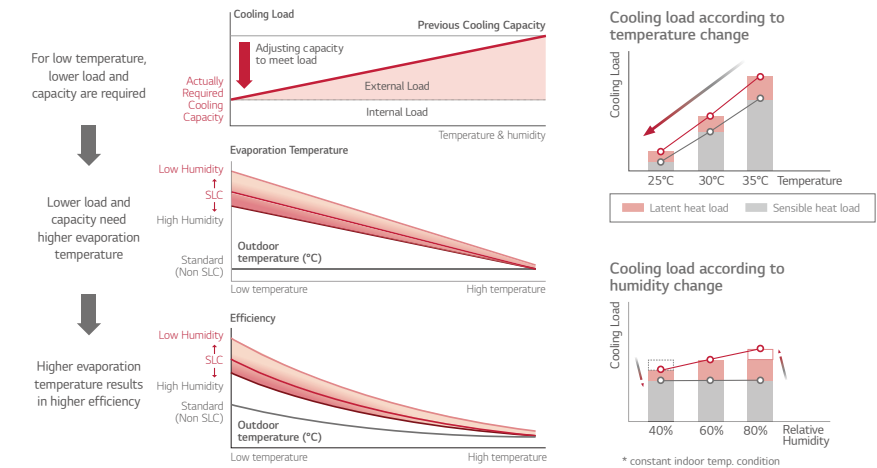 For low temperature,
lower load and
capacity are required
Lower load and
capacity need
higher evaporation
temperature
Higher evaporation
temperature results
in higher efficiency
Cooling Load
Previous Cooling Capacity
Adjusting capacity
to meet load
Actually
Required
Cooling
Capacity
External Load
Internal Load
Temperature & humidity
Evaporation Temperature
Low Humidity
SLC
High Humidity
Standard
(Non SLC)
Outdoor
temperature (°C)
Low temperature
High temperature
Efficiency
Low Humidity
SLC
High Humidity
Standard
(Non SLC)
Outdoor
temperature (°C)
Low temperature
High temperature
Cooling load according to
temperature change
Cooling Load
25°C 30°C 35°C Temperature
Latent heat load Sensible heat load
Cooling load according to
humidity change
Cooling Load
40% 60% 80% Relative
Humidity
* constant indoor temp. condition